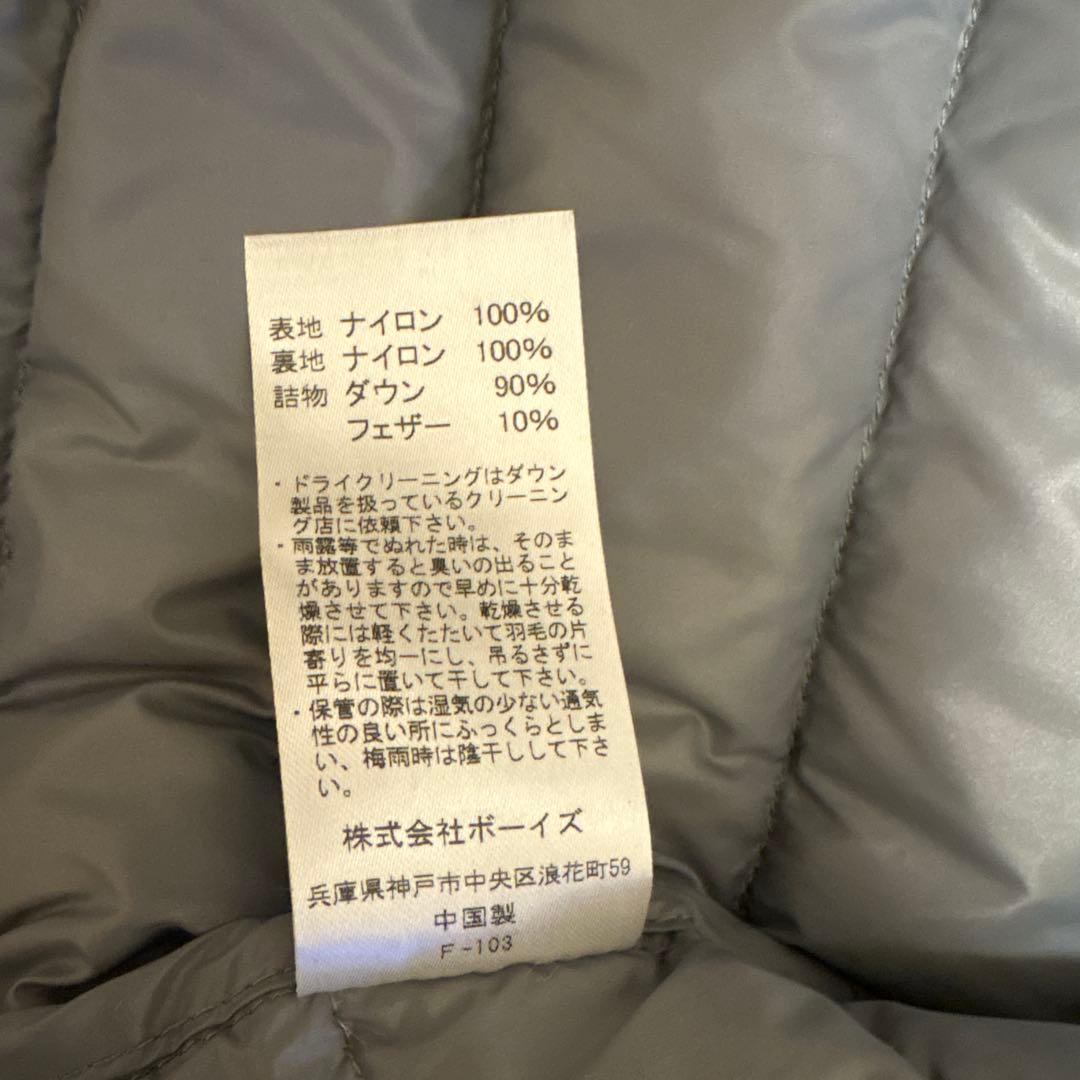 表地 ナイロン 100%
裏地 ナイロン 100%
詰物 ダウン 90%
フェザー 10%
・ドライクリーニングはダウン
製品を扱っているクリーニン
グ店に依頼下さい。
・雨露等でぬれた時は、そのま
ま放置すると臭いの出ること
がありますので早めに十分乾
燥させて下さい。乾燥させる
際には軽くたたいて羽毛の片
寄りを均一にし、吊るさずに
平らに置いて干して下さい。
・保管の際は湿気の少ない通気
性の良い所にふっくらとしま
い、梅雨時は陰干しして下さ
い。
株式会社ボーイズ
兵庫県神戸市中央区浪花町59
中国製
F-103